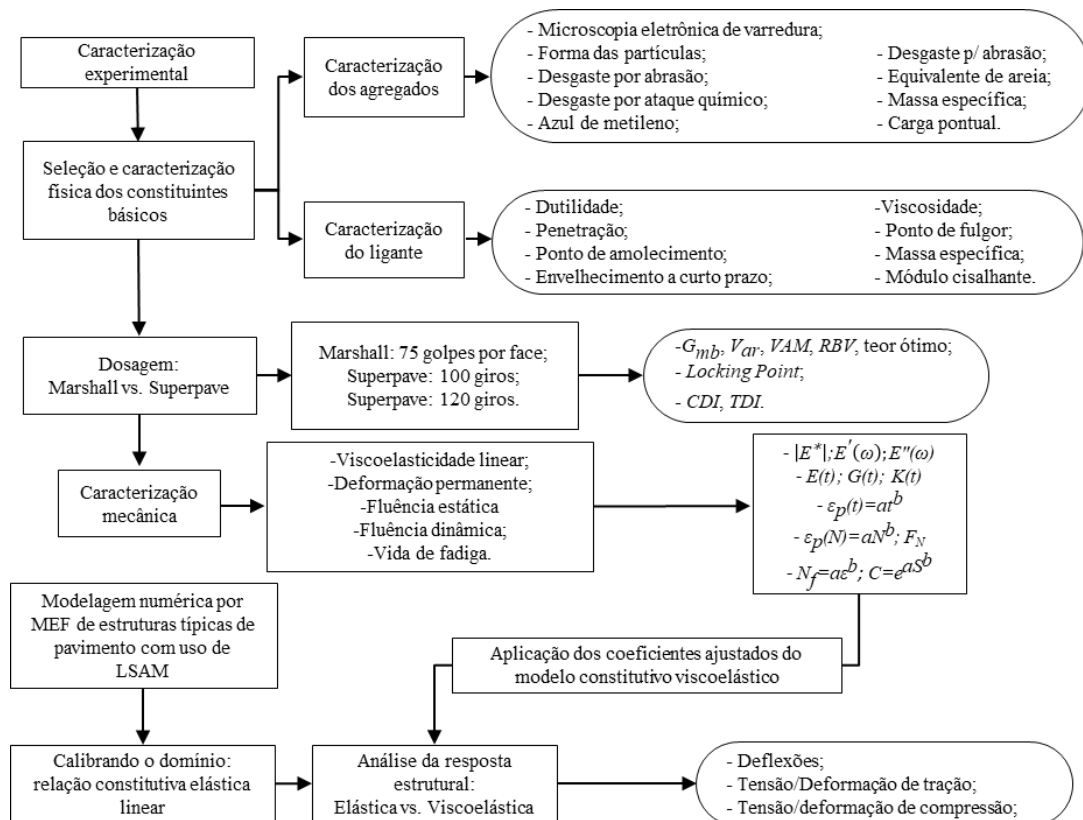 Caracterização
experimental
Caracterização
dos agregados
- Microscopia eletrônica de varredura;
- Forma das partículas;
- Desgaste por abrasão;
- Desgaste por ataque químico;
- Azul de metileno;
- Desgaste p/ abrasão;
- Equivalente de areia;
- Massa específica;
- Carga pontual.
Seleção e caracterização
física dos constituintes
básicos
Caracterização
do ligante
- Dutilidade;
- Penetração;
- Ponto de amolecimento;
- Envelhecimento a curto prazo;
-Viscosidade;
- Ponto de fulgor;
- Massa específica;
- Módulo cisalhante.
Dosagem:
Marshall vs. Superpave
Marshall: 75 golpes por face;
Superpave: 100 giros;
Superpave: 120 giros.
-G_mb, V_ar, VAM, RBV, teor ótimo;
- Locking Point;
- CDI, TDI.
Caracterização
mecânica
-Viscoelasticidade linear;
-Deformação permanente;
-Fluência estática
-Fluência dinâmica;
-Vida de fadiga.
- |E*|;E'(ω);E"(ω)
- E(t); G(t); K(t)
- ε_p(t)=at^b
- ε_p(N)=aN^b; F_N
- N_f=aε^b; C=e^aS^b
Modelagem numérica por
MEF de estruturas típicas de
pavimento com uso de
LSAM
Aplicação dos coeficientes ajustados do
modelo constitutivo viscoelástico
Calibrando o domínio:
relação constitutiva elástica
linear
Análise da resposta
estrutural:
Elástica vs. Viscoelástica
- Deflexões;
- Tensão/Deformação de tração;
- Tensão/deformação de compressão;